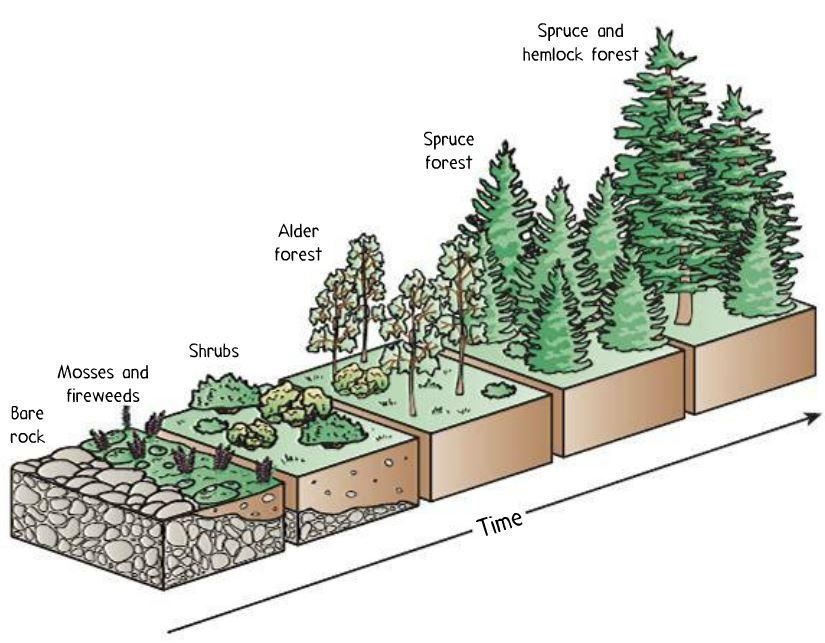 Bare
rock
Mosses and
fireweeds
Shrubs
Alder
forest
Spruce
forest
Spruce and
hemlock forest
Time